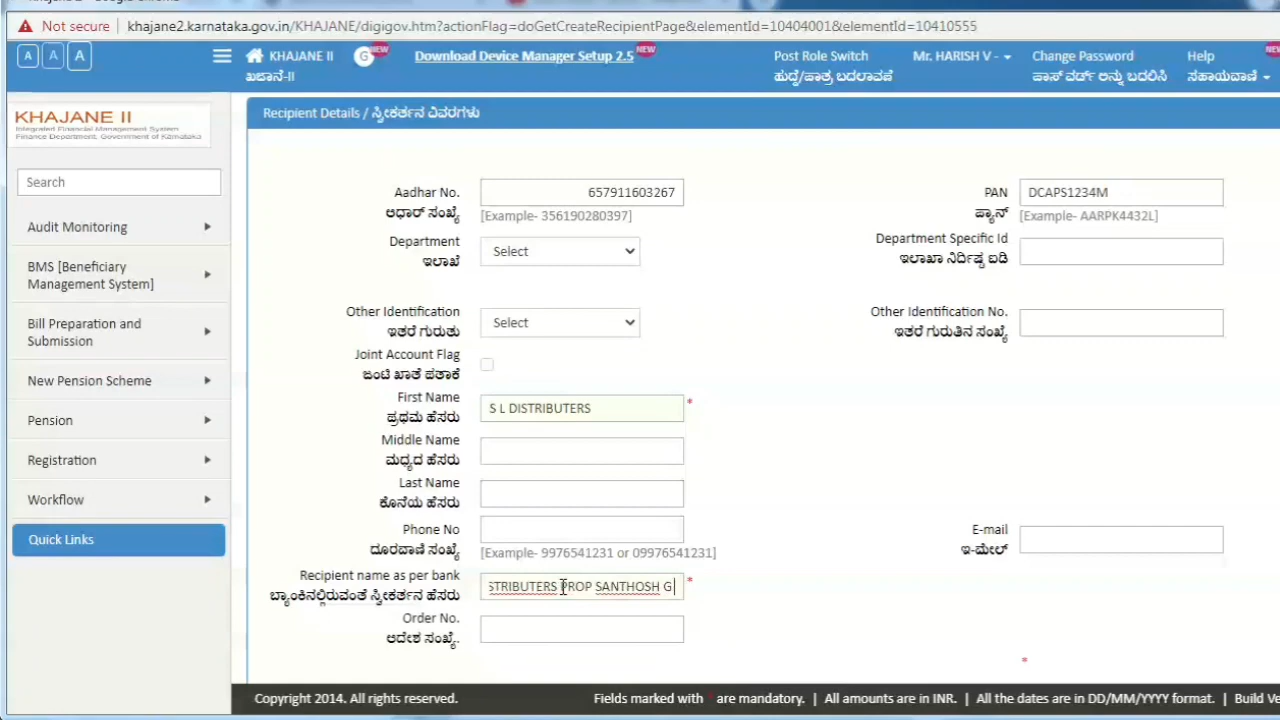 Not secure khajane2.karnataka.gov.in/KHAJANE/digigov.htm?actionFlag=doGetCreateRecipientPage&elementId=10404001&elementId=10410555
A A A KHAJANE II G NEW Download Device Manager Setup 2.5 NEW Post Role Switch Mr. HARISH V - Change Password Help
ಖಜಾನೆ-II ಹುದ್ದೆ/ಪಾತ್ರ ಬದಲಾವಣೆ ಪಾಸ್ ವರ್ಡ್ ಅನ್ನು ಬದಲಿಸಿ ಸಹಾಯವಾಣಿ
Recipient Details / ಸ್ವೀಕರ್ತನ ವಿವರಗಳು
KHAJANE II
Integrated Financial Management System
Finance Department, Government of Karnataka
Search
Audit Monitoring
BMS [Beneficiary
Management System]
Bill Preparation and
Submission
New Pension Scheme
Pension
Registration
Workflow
Quick Links
Aadhar No. 657911603267 PAN DCAPS1234M
ಆಧಾರ್ ಸಂಖ್ಯೆ [Example- 356190280397] ಪ್ಯಾನ್ [Example- AARPK4432L]
Department Select Department Specific Id
ಇಲಾಖೆ ಇಲಾಖಾ ನಿರ್ದಿಷ್ಟ ಐಡಿ
Other Identification Select Other Identification No.
ಇತರೆ ಗುರುತು ಇತರೆ ಗುರುತಿನ ಸಂಖ್ಯೆ
Joint Account Flag
ಜಂಟಿ ಖಾತೆ ಪತಾಕೆ
First Name S L DISTRIBUTERS *
ಪ್ರಥಮ ಹೆಸರು
Middle Name
ಮಧ್ಯದ ಹೆಸರು
Last Name
ಕೊನೆಯ ಹೆಸರು
Phone No E-mail
ದೂರವಾಣಿ ಸಂಖ್ಯೆ [Example- 9976541231 or 09976541231] ಇ-ಮೇಲ್
Recipient name as per bank STRIBUTERS PROP SANTHOSH G *
ಬ್ಯಾಂಕಿನಲ್ಲಿರುವಂತೆ ಸ್ವೀಕರ್ತನ ಹೆಸರು
Order No.
ಆದೇಶ ಸಂಖ್ಯೆ.
*
Copyright 2014. All rights reserved. Fields marked with * are mandatory. | All amounts are in INR. | All the dates are in DD/MM/YYYY format. | Build Ve